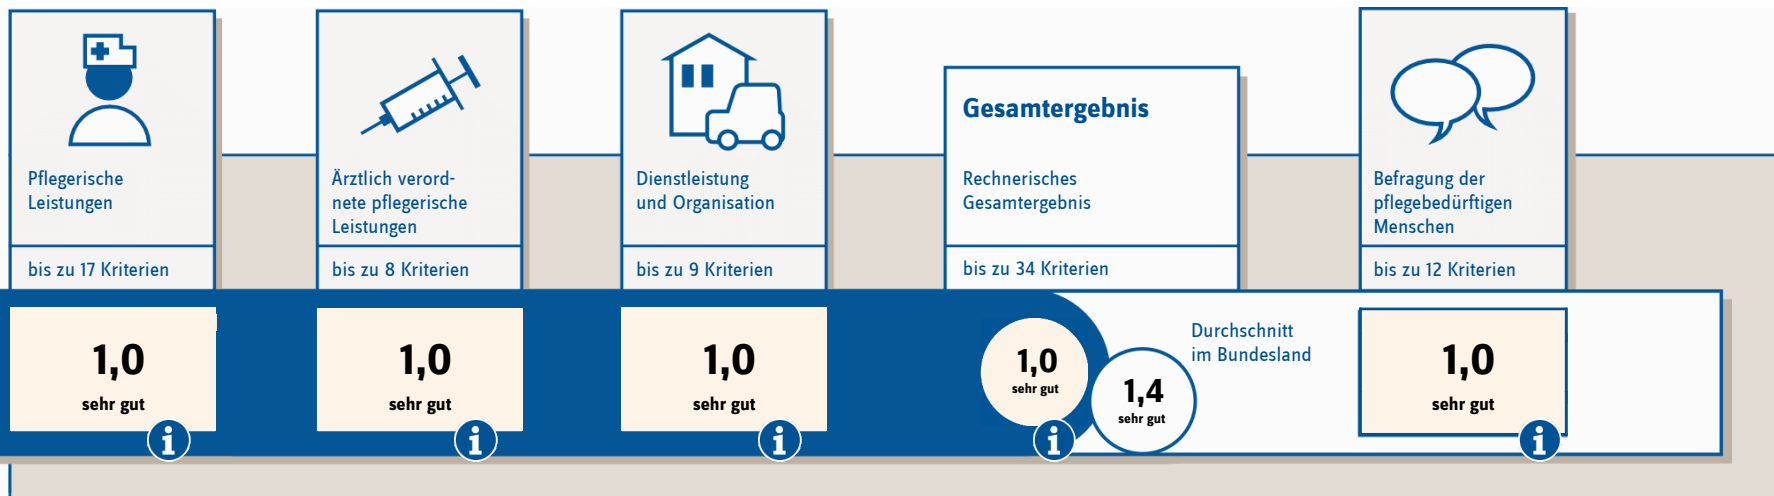 Pflegerische
Leistungen
bis zu 17 Kriterien
1,0
sehr gut
i
Ärztlich verord-
nete pflegerische
Leistungen
bis zu 8 Kriterien
1,0
sehr gut
i
Dienstleistung
und Organisation
bis zu 9 Kriterien
1,0
sehr gut
i
Gesamtergebnis
Rechnerisches
Gesamtergebnis
bis zu 34 Kriterien
1,0
sehr gut
i
1,4
sehr gut
Durchschnitt
im Bundesland
Befragung der
pflegebedürftigen
Menschen
bis zu 12 Kriterien
1,0
sehr gut
i